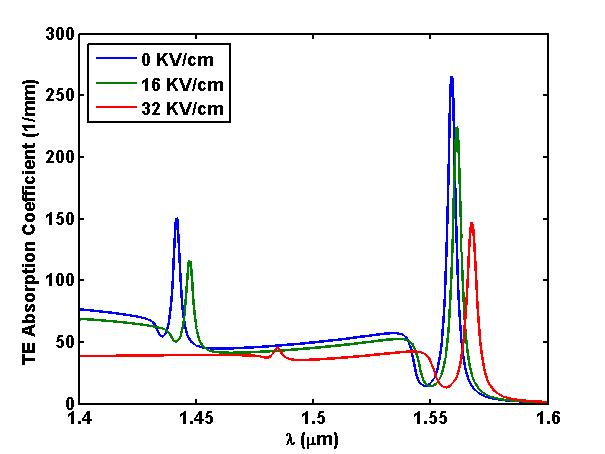 300
250
200
150
100
50
0
TE Absorption Coefficient (1/mm)
0 KV/cm
16 KV/cm
32 KV/cm
1.4 1.45 1.5 1.55 1.6
λ (μm)